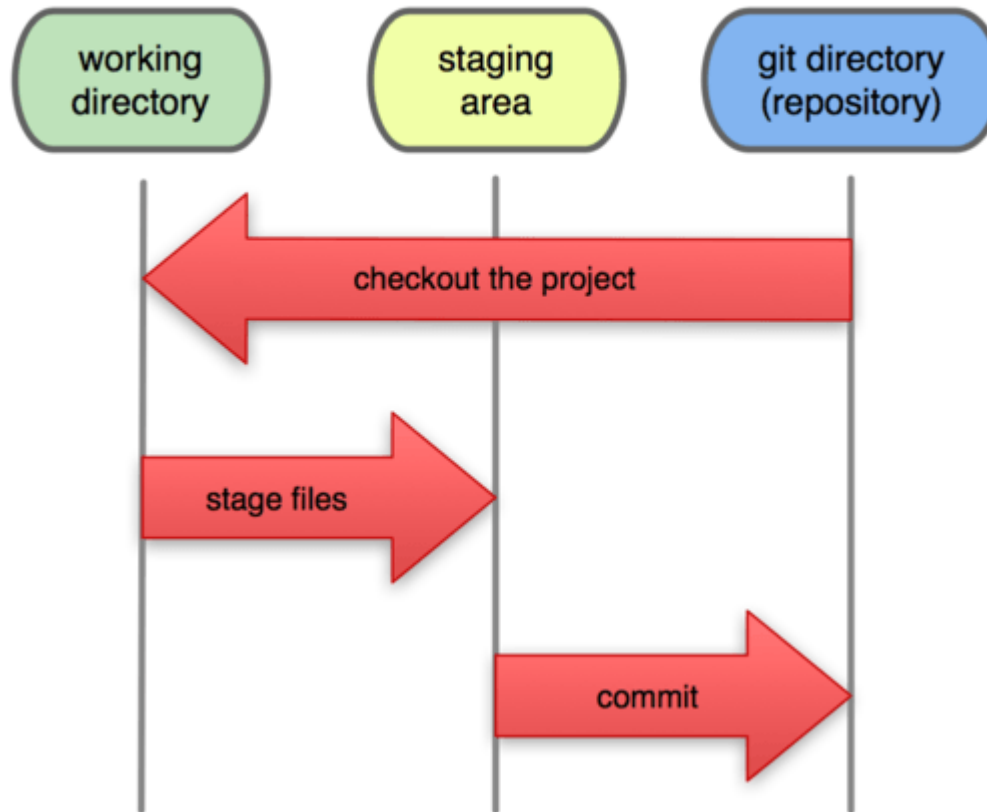 working
directory
staging
area
git directory
(repository)
checkout the project
stage files
commit